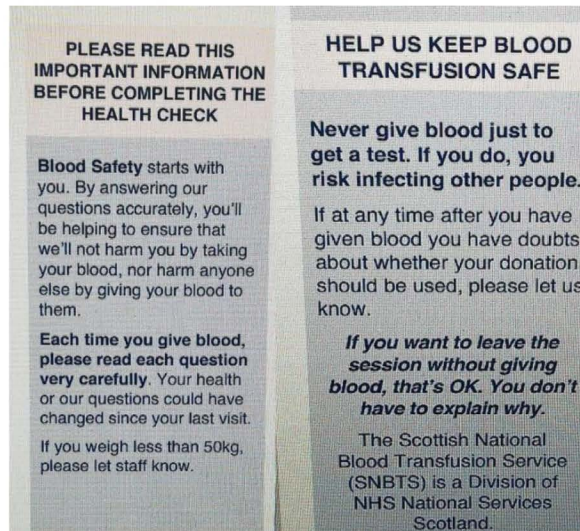 PLEASE READ THIS
IMPORTANT INFORMATION
BEFORE COMPLETING THE
HEALTH CHECK
Blood Safety starts with
you. By answering our
questions accurately, you'll
be helping to ensure that
we'll not harm you by taking
your blood, nor harm anyone
else by giving your blood to
them.
Each time you give blood,
please read each question
very carefully. Your health
or our questions could have
changed since your last visit.
If you weigh less than 50kg,
please let staff know.
HELP US KEEP BLOOD
TRANSFUSION SAFE
Never give blood just to
get a test. If you do, you
risk infecting other people.
If at any time after you have
given blood you have doubts
about whether your donation
should be used, please let us
know.
If you want to leave the
session without giving
blood, that's OK. You don't
have to explain why.
The Scottish National
Blood Transfusion Service
(SNBTS) is a Division of
NHS National Services
Scotland.